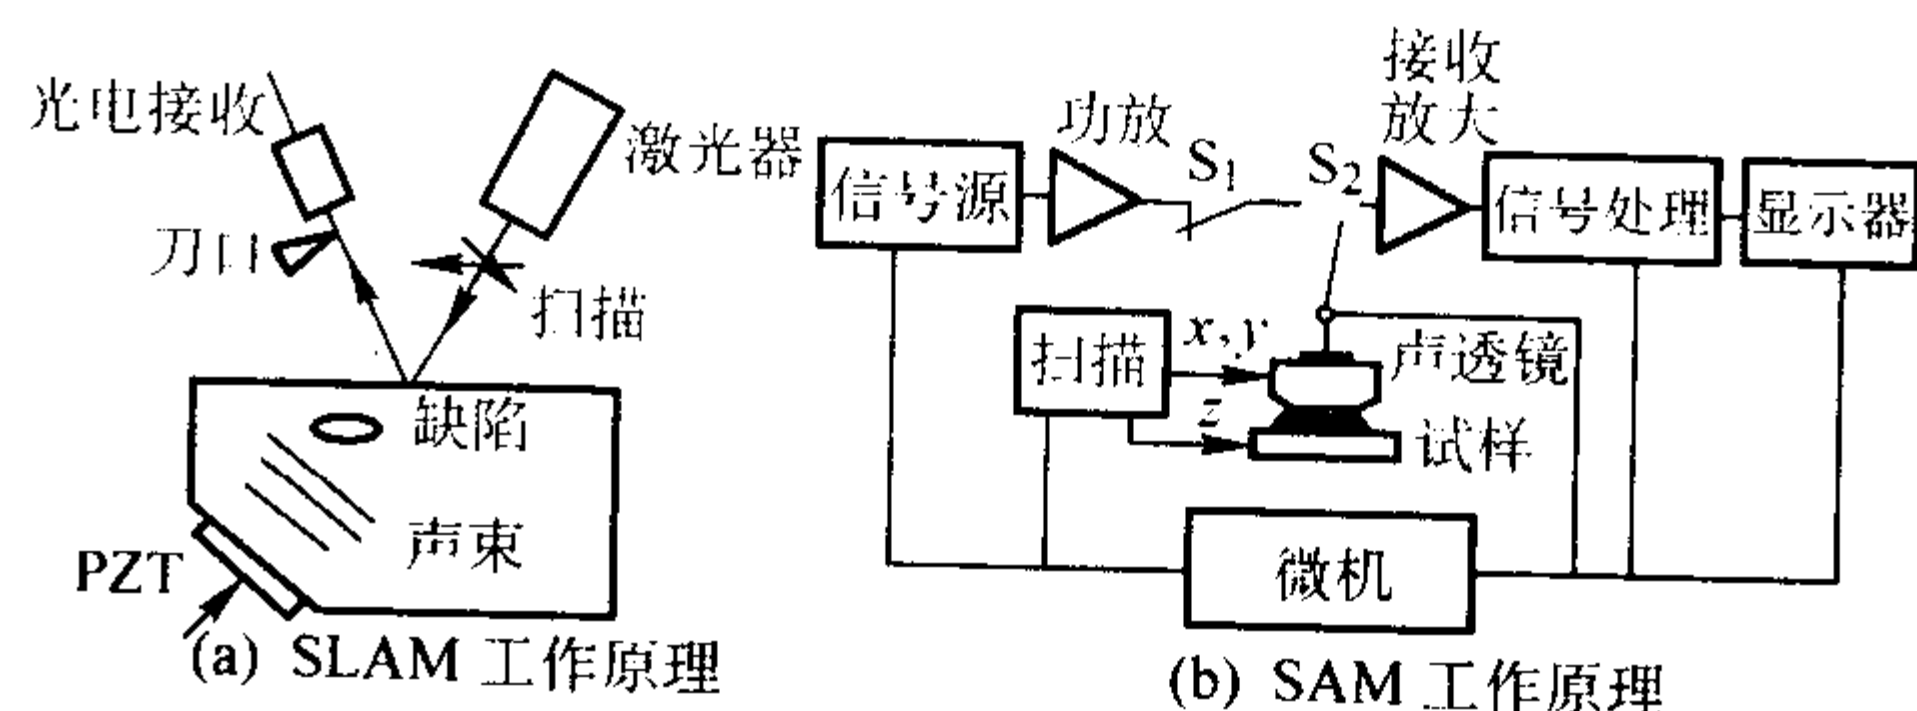 光电接收
激光器
刀口
扫描
缺陷
声束
PZT
(a) SLAM 工作原理
接收
放大
功放
S₁
S₂
信号源
信号处理
显示器
扫描
x,y
z
声透镜
试样
微机
(b) SAM 工作原理